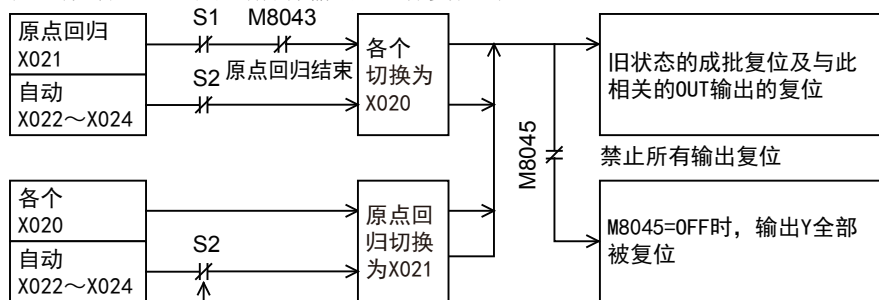 S1
M8043
原点回归
X021
各个
切换为
X020
原点回归结束
自动
X022～X024
S2
旧状态的成批复位及与此
相关的OUT输出的复位
M8045
禁止所有输出复位
各个
X020
自动
X022～X024
S2
原点回
归切换
为X021
M8045=OFF时，输出Y全部
被复位